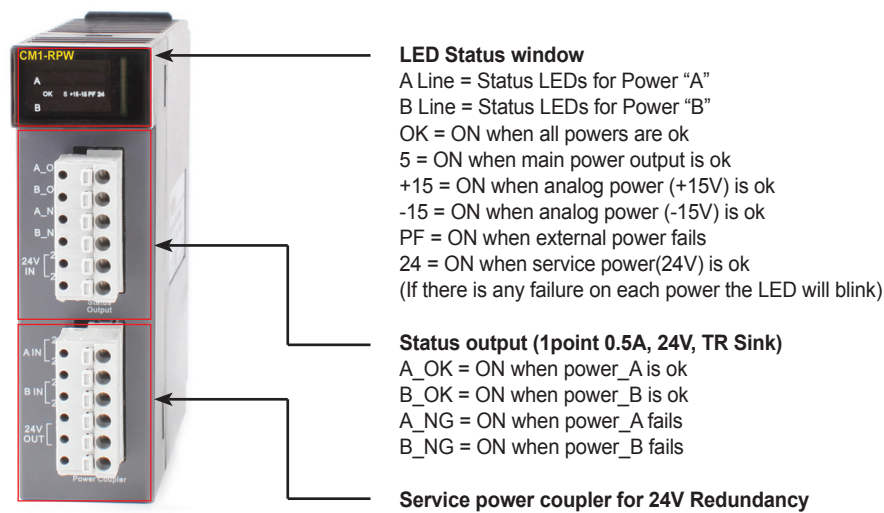 CM1-RPW
A
OK 5 +15 -15 PF 24
B
A_O
B_O
A_N
B_N
24V
IN
2
2
Status
Output
A IN
2
2
B IN
2
2
24V
OUT
Power Coupler
LED Status window
A Line = Status LEDs for Power “A”
B Line = Status LEDs for Power “B”
OK = ON when all powers are ok
5 = ON when main power output is ok
+15 = ON when analog power (+15V) is ok
-15 = ON when analog power (-15V) is ok
PF = ON when external power fails
24 = ON when service power(24V) is ok
(If there is any failure on each power the LED will blink)
Status output (1point 0.5A, 24V, TR Sink)
A_OK = ON when power_A is ok
B_OK = ON when power_B is ok
A_NG = ON when power_A fails
B_NG = ON when power_B fails
Service power coupler for 24V Redundancy